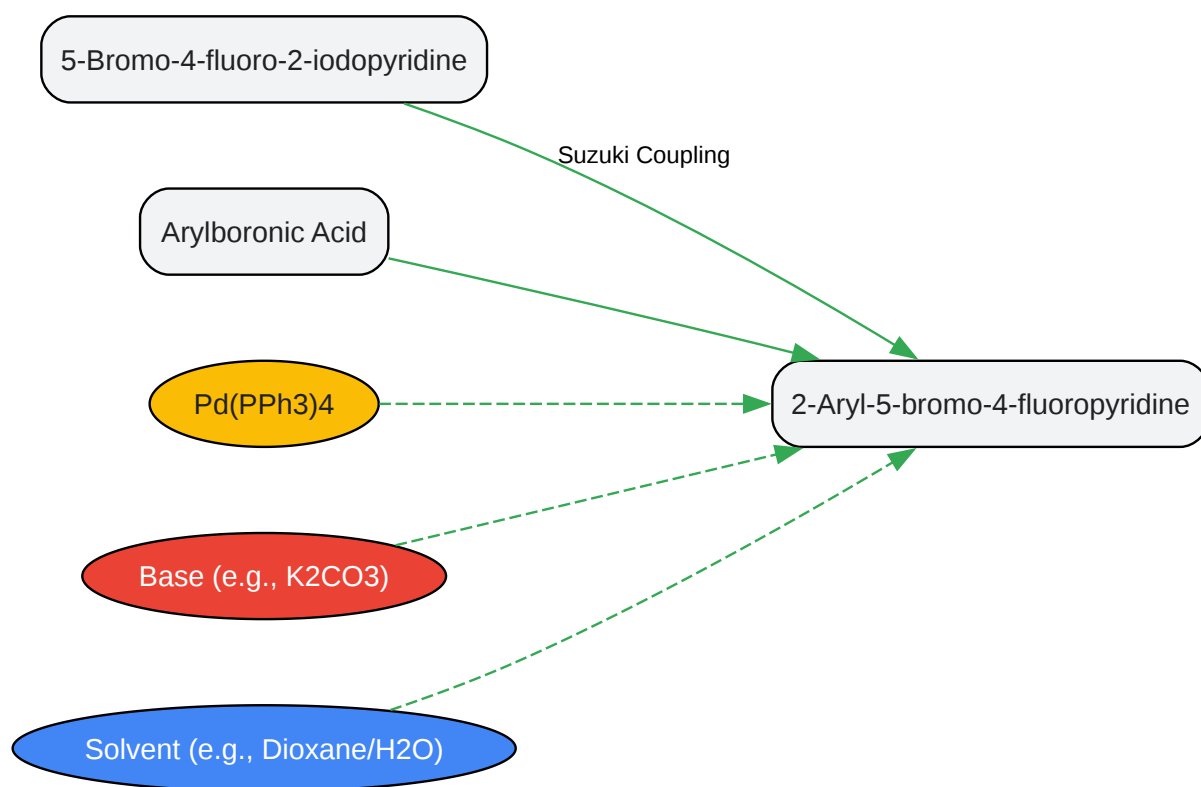 5-Bromo-4-fluoro-2-iodopyridine
Suzuki Coupling
Arylboronic Acid
Pd(PPh3)4
2-Aryl-5-bromo-4-fluoropyridine
Base (e.g., K2CO3)
Solvent (e.g., Dioxane/H2O)